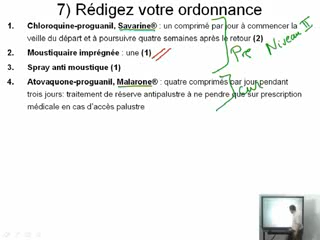 7) Rédigez votre ordonnance
1. Chloroquine-proguanil, Savarine® : un comprimé par jour à commencer la
veille du départ et à poursuivre quatre semaines après le retour (2)
2. Moustiquaire imprégnée : une (1)
3. Spray anti moustique (1)
4. Atovaquone-proguanil, Malarone® : quatre comprimés par jour pendant
trois jours: traitement de réserve antipalustre à ne pendre que sur prescription
médicale en cas d'accès palustre
Pre Niveau II